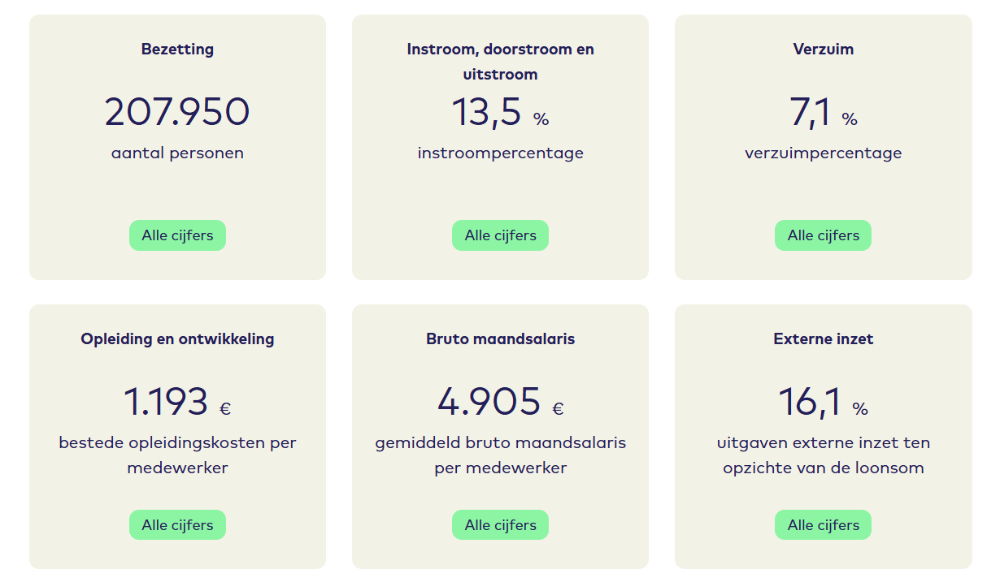 Bezetting
207.950
aantal personen
Alle cijfers
Instroom, doorstroom en
uitstroom
13,5 %
instroompercentage
Alle cijfers
Verzuim
7,1 %
verzuimpercentage
Alle cijfers
Opleiding en ontwikkeling
1.193 €
bestede opleidingskosten per
medewerker
Alle cijfers
Bruto maandsalaris
4.905 €
gemiddeld bruto maandsalaris
per medewerker
Alle cijfers
Externe inzet
16,1 %
uitgaven externe inzet ten
opzichte van de loonsom
Alle cijfers